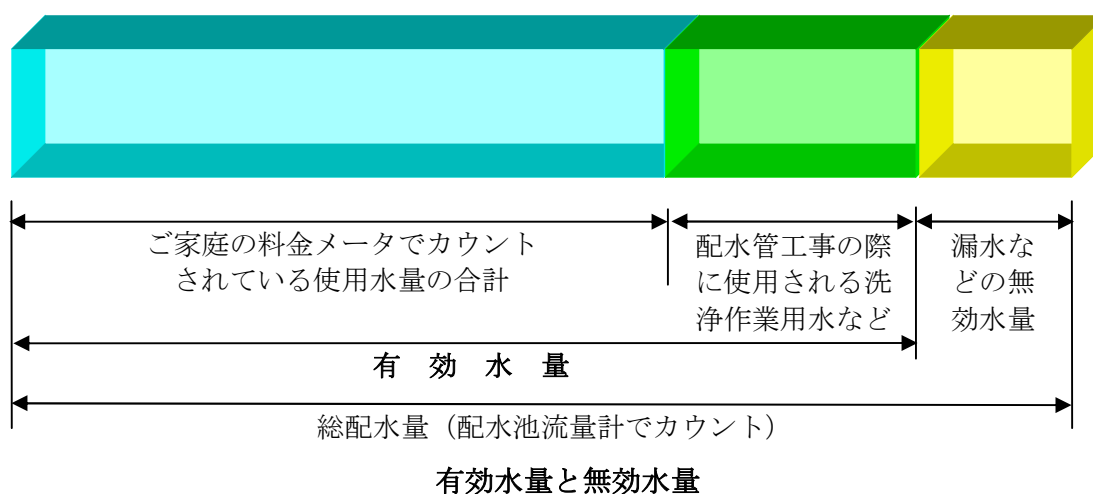 ご家庭の料金メータでカウント
されている使用水量の合計
配水管工事の際
に使用される洗
浄作業用水など
漏水な
どの無
効水量
有 効 水 量
総配水量（配水池流量計でカウント）
有効水量と無効水量